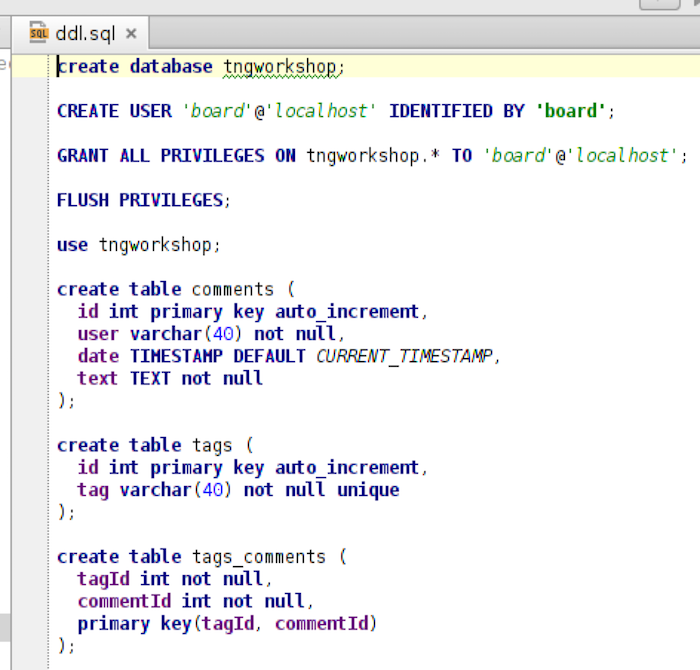 ddl.sql
create database tngworkshop;
CREATE USER 'board'@'localhost' IDENTIFIED BY 'board';
GRANT ALL PRIVILEGES ON tngworkshop.* TO 'board'@'localhost';
FLUSH PRIVILEGES;
use tngworkshop;
create table comments (
id int primary key auto_increment,
user varchar(40) not null,
date TIMESTAMP DEFAULT CURRENT_TIMESTAMP,
text TEXT not null
);
create table tags (
id int primary key auto_increment,
tag varchar(40) not null unique
);
create table tags_comments (
tagId int not null,
commentId int not null,
primary key(tagId, commentId)
);